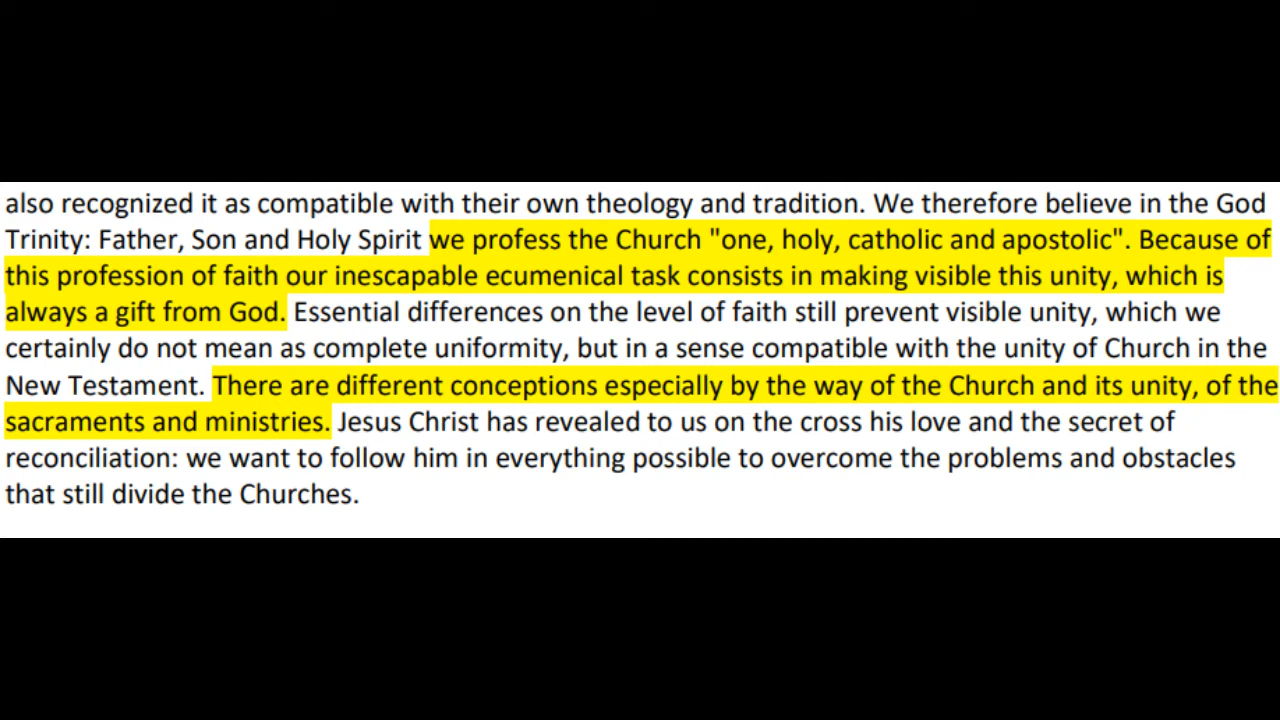 also recognized it as compatible with their own theology and tradition. We therefore believe in the God
Trinity: Father, Son and Holy Spirit we profess the Church "one, holy, catholic and apostolic". Because of
this profession of faith our inescapable ecumenical task consists in making visible this unity, which is
always a gift from God. Essential differences on the level of faith still prevent visible unity, which we
certainly do not mean as complete uniformity, but in a sense compatible with the unity of Church in the
New Testament. There are different conceptions especially by the way of the Church and its unity, of the
sacraments and ministries. Jesus Christ has revealed to us on the cross his love and the secret of
reconciliation: we want to follow him in everything possible to overcome the problems and obstacles
that still divide the Churches.